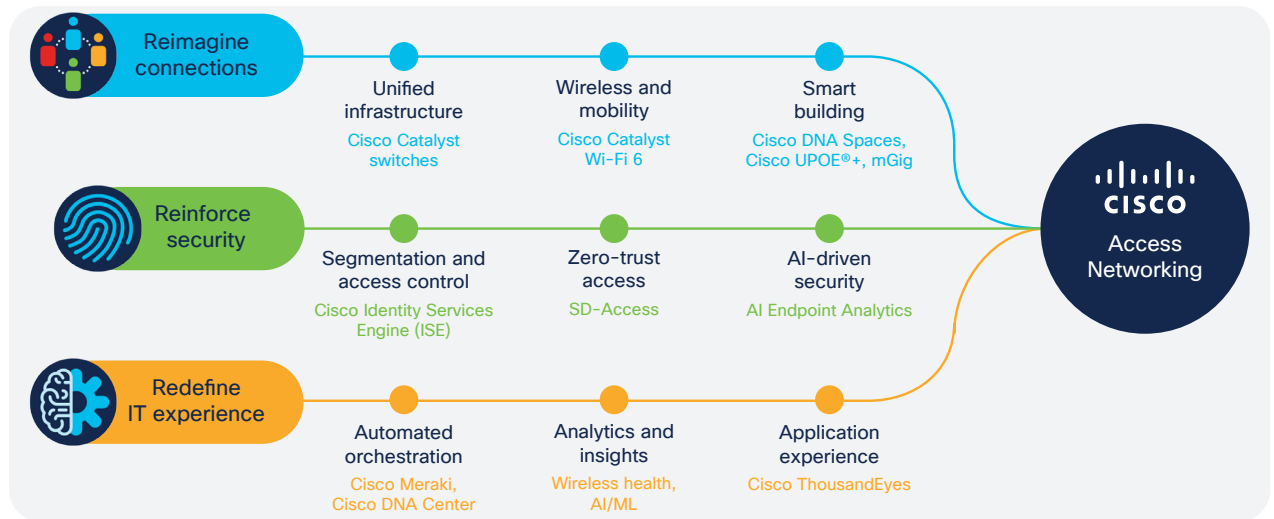 Reimagine
connections
Unified
infrastructure
Cisco Catalyst
switches
Wireless and
mobility
Cisco Catalyst
Wi-Fi 6
Smart
building
Cisco DNA Spaces,
Cisco UPOE®+, mGig
Reinforce
security
Segmentation and
access control
Cisco Identity Services
Engine (ISE)
Zero-trust
access
SD-Access
AI-driven
security
AI Endpoint Analytics
Redefine
IT experience
Automated
orchestration
Cisco Meraki,
Cisco DNA Center
Analytics and
insights
Wireless health,
AI/ML
Application
experience
Cisco ThousandEyes
CISCO
Access
Networking